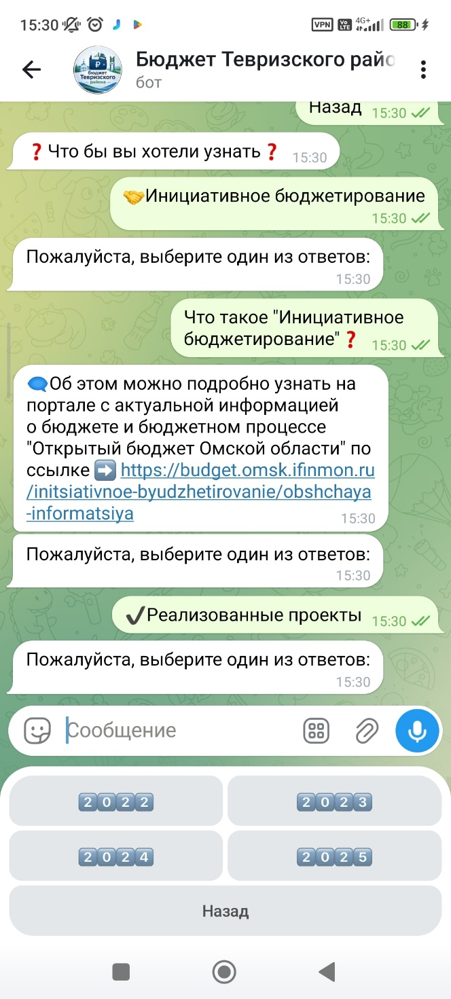 15:30
VPN
Vo
LTE
4G+
88
Бюджет Тевризского райо
бот
бюджет
Тевризского
района
Назад 15:30
❓Что бы вы хотели узнать❓ 15:30
🤝Инициативное бюджетирование
15:30
Пожалуйста, выберите один из ответов:
15:30
Что такое "Инициативное
бюджетирование"❓ 15:30
🗨Об этом можно подробно узнать на
портале с актуальной информацией
о бюджете и бюджетном процессе
"Открытый бюджет Омской области" по
ссылке ➡ https://budget.omsk.ifinmon.ru
/initsiativnoe-byudzhetirovanie/obshchaya
-informatsiya 15:30
Пожалуйста, выберите один из ответов:
15:30
✔Реализованные проекты 15:30
Пожалуйста, выберите один из ответов:
15:30
Сообщение
2022 2023
2024 2025
Назад